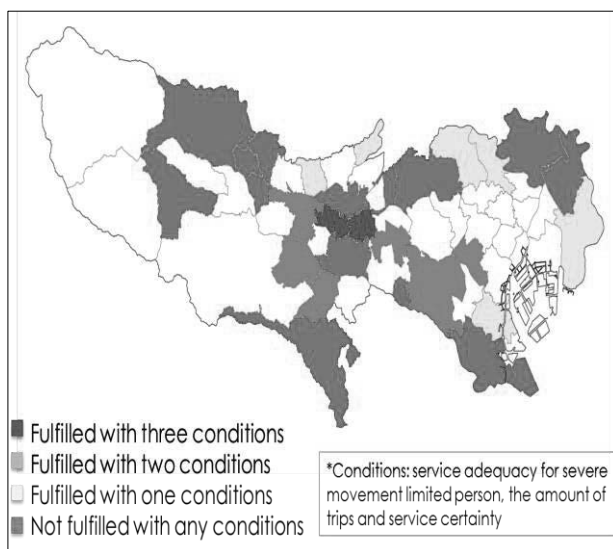 Fulfilled with three conditions
Fulfilled with two conditions
Fulfilled with one conditions
Not fulfilled with any conditions
*Conditions: service adequacy for severe
movement limited person, the amount of
trips and service certainty